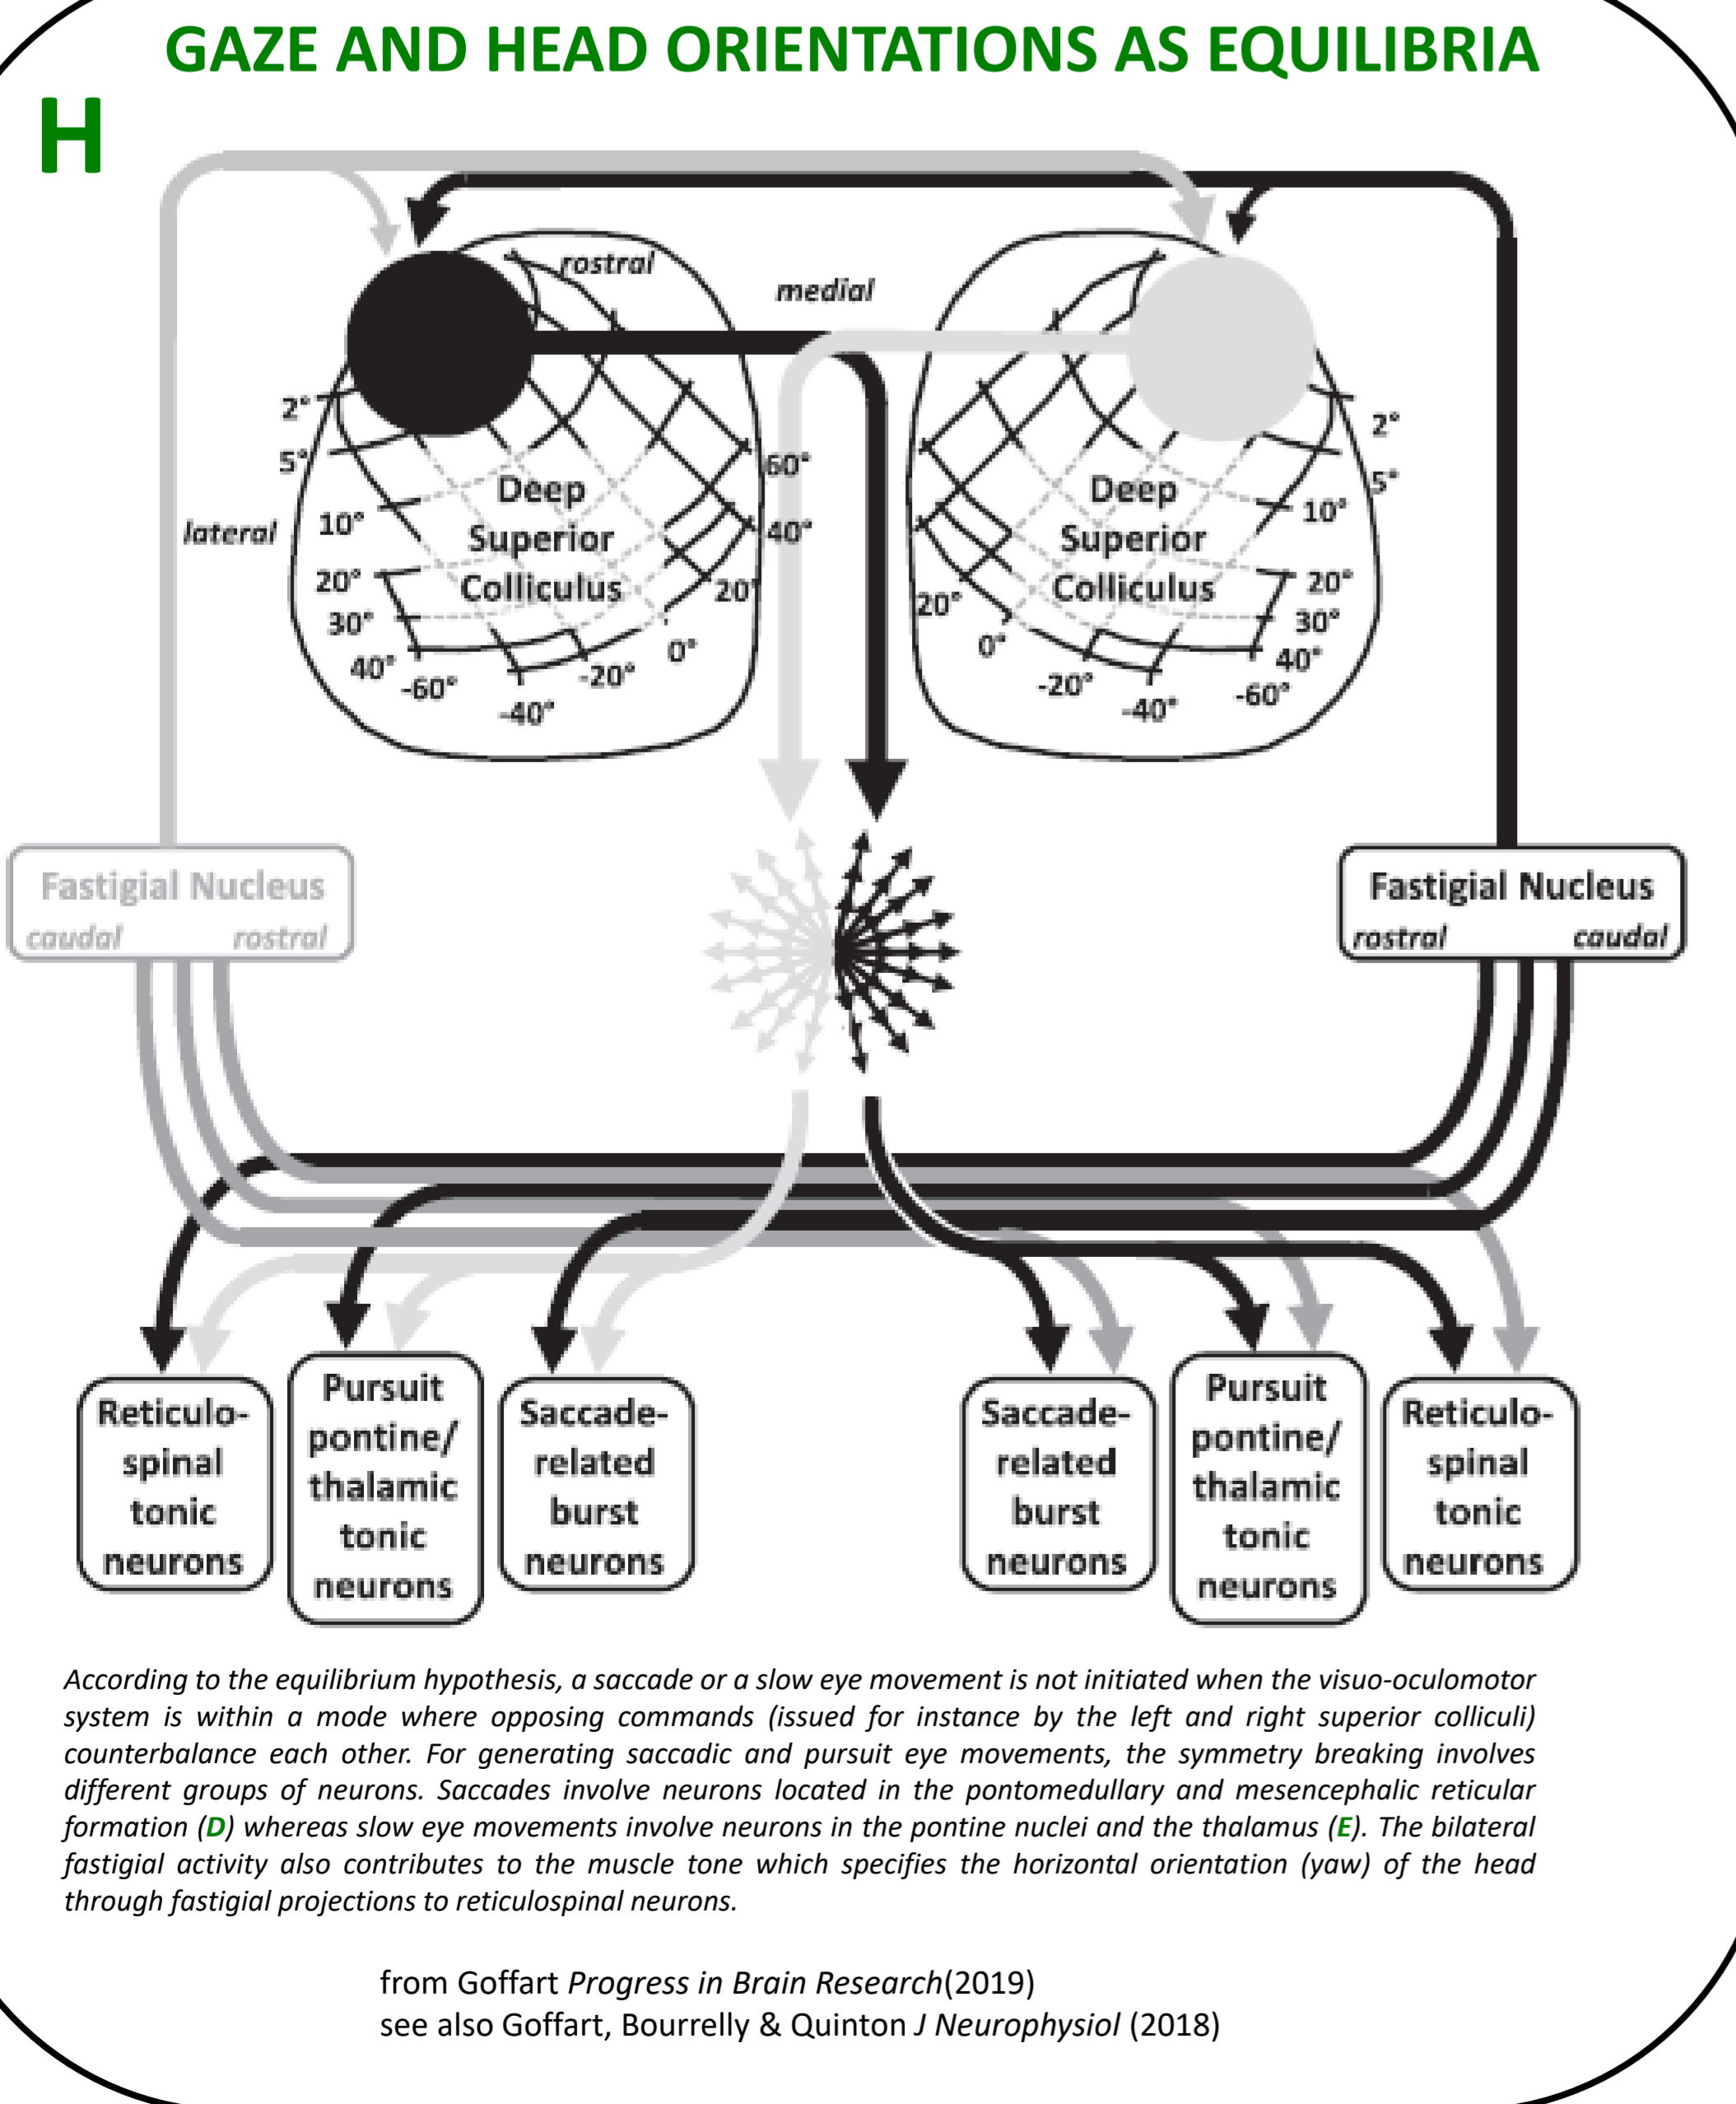 GAZE AND HEAD ORIENTATIONS AS EQUILIBRIA
H
rostral
medial
2°
5°
10°
lateral
20°
30°
40°
-60°
-40°
-20°
0°
20°
40°
60°
Deep
Superior
Colliculus
2°
5°
10°
20°
30°
40°
-60°
-40°
-20°
0°
20°
Deep
Superior
Colliculus
Fastigial Nucleus
caudal rostral
Fastigial Nucleus
rostral caudal
Reticulo-
spinal
tonic
neurons
Pursuit
pontine/
thalamic
tonic
neurons
Saccade-
related
burst
neurons
Saccade-
related
burst
neurons
Pursuit
pontine/
thalamic
tonic
neurons
Reticulo-
spinal
tonic
neurons
According to the equilibrium hypothesis, a saccade or a slow eye movement is not initiated when the visuo-oculomotor
system is within a mode where opposing commands (issued for instance by the left and right superior colliculi)
counterbalance each other. For generating saccadic and pursuit eye movements, the symmetry breaking involves
different groups of neurons. Saccades involve neurons located in the pontomedullary and mesencephalic reticular
formation (D) whereas slow eye movements involve neurons in the pontine nuclei and the thalamus (E). The bilateral
fastigial activity also contributes to the muscle tone which specifies the horizontal orientation (yaw) of the head
through fastigial projections to reticulospinal neurons.
from Goffart Progress in Brain Research(2019)
see also Goffart, Bourrelly & Quinton J Neurophysiol (2018)